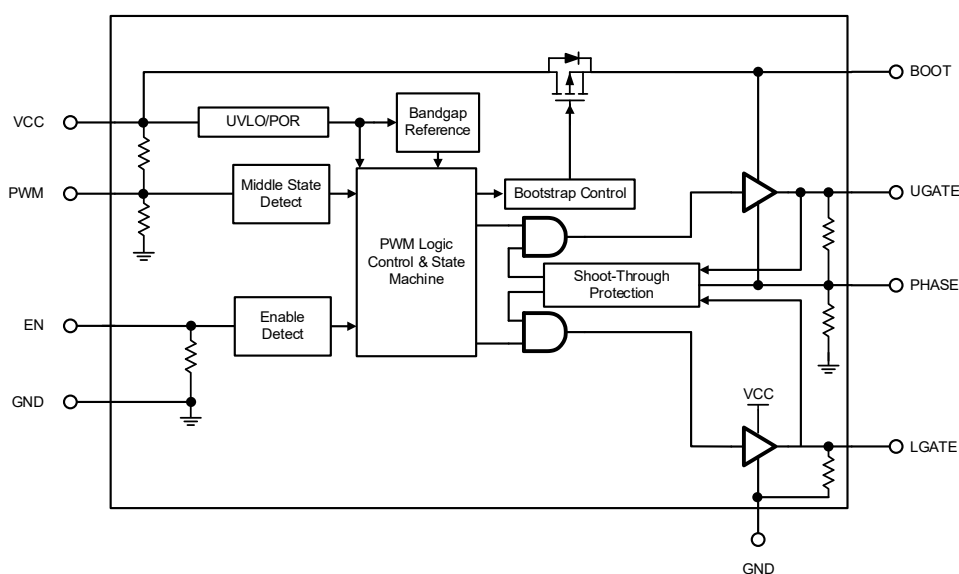 BOOT
VCC
UVLO/POR
Bandgap
Reference
PWM
Middle State
Detect
Bootstrap Control
UGATE
PWM Logic
Control & State
Machine
Shoot-Through
Protection
PHASE
EN
Enable
Detect
GND
VCC
LGATE
GND